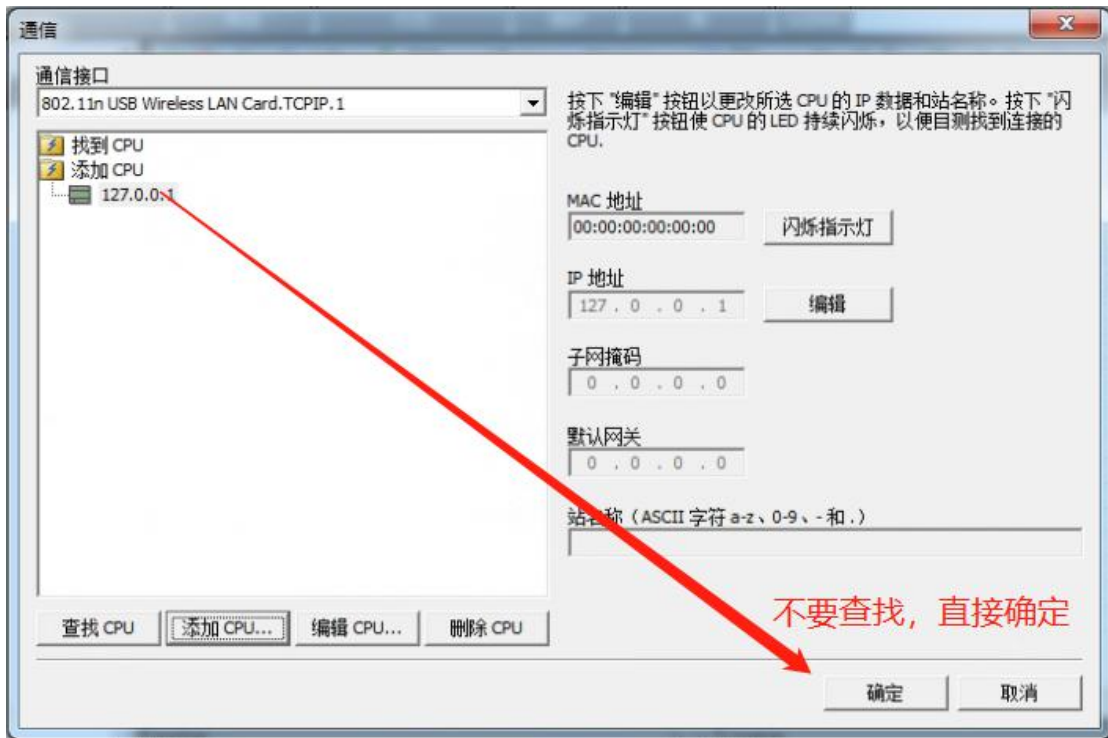 通信
通信接口
802.11n USB Wireless LAN Card.TCPIP.1
找到 CPU
添加 CPU
127.0.0.1
查找 CPU
添加 CPU...
编辑 CPU...
删除 CPU
按下 "编辑" 按钮以更改所选 CPU 的 IP 数据和站名称。按下 "闪
烁指示灯" 按钮使 CPU 的 LED 持续闪烁，以便目测找到连接的
CPU.
MAC 地址
00:00:00:00:00:00
闪烁指示灯
IP 地址
127 . 0 . 0 . 1
编辑
子网掩码
0 . 0 . 0 . 0
默认网关
0 . 0 . 0 . 0
站名称（ASCII 字符 a-z、0-9、- 和 .）
不要查找，直接确定
确定
取消